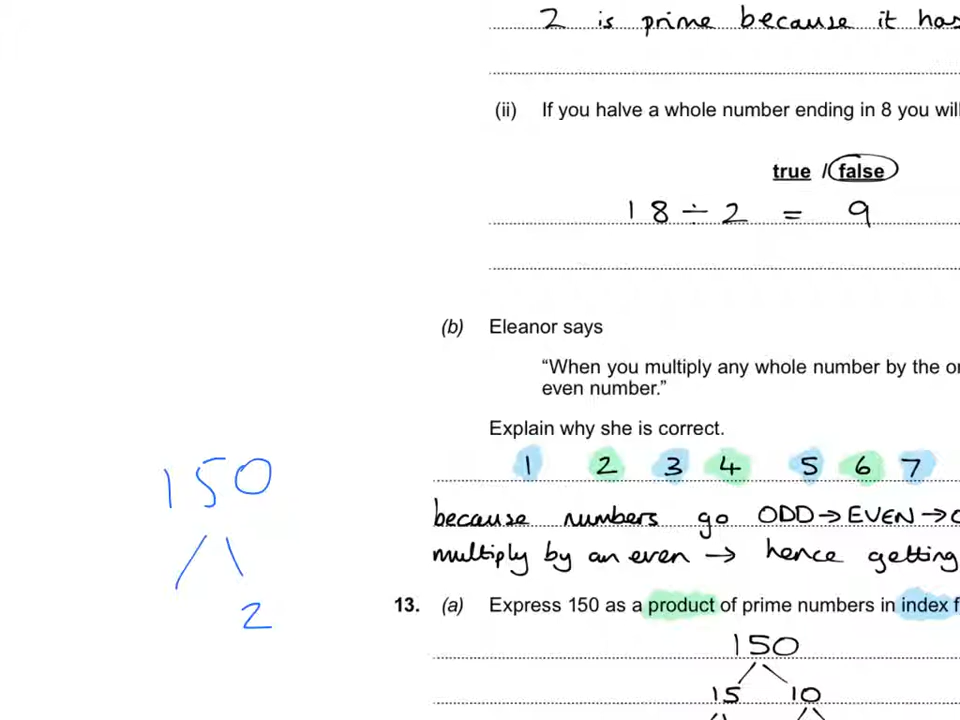 2 is prime because it has
(ii) If you halve a whole number ending in 8 you will
true / false
18 ÷ 2 = 9
(b) Eleanor says
“When you multiply any whole number by the
even number.”
Explain why she is correct.
1 2 3 4 5 6 7
because numbers go ODD → EVEN →
multiply by an even → hence getting
150
2
13. (a) Express 150 as a product of prime numbers in index
150
15 10